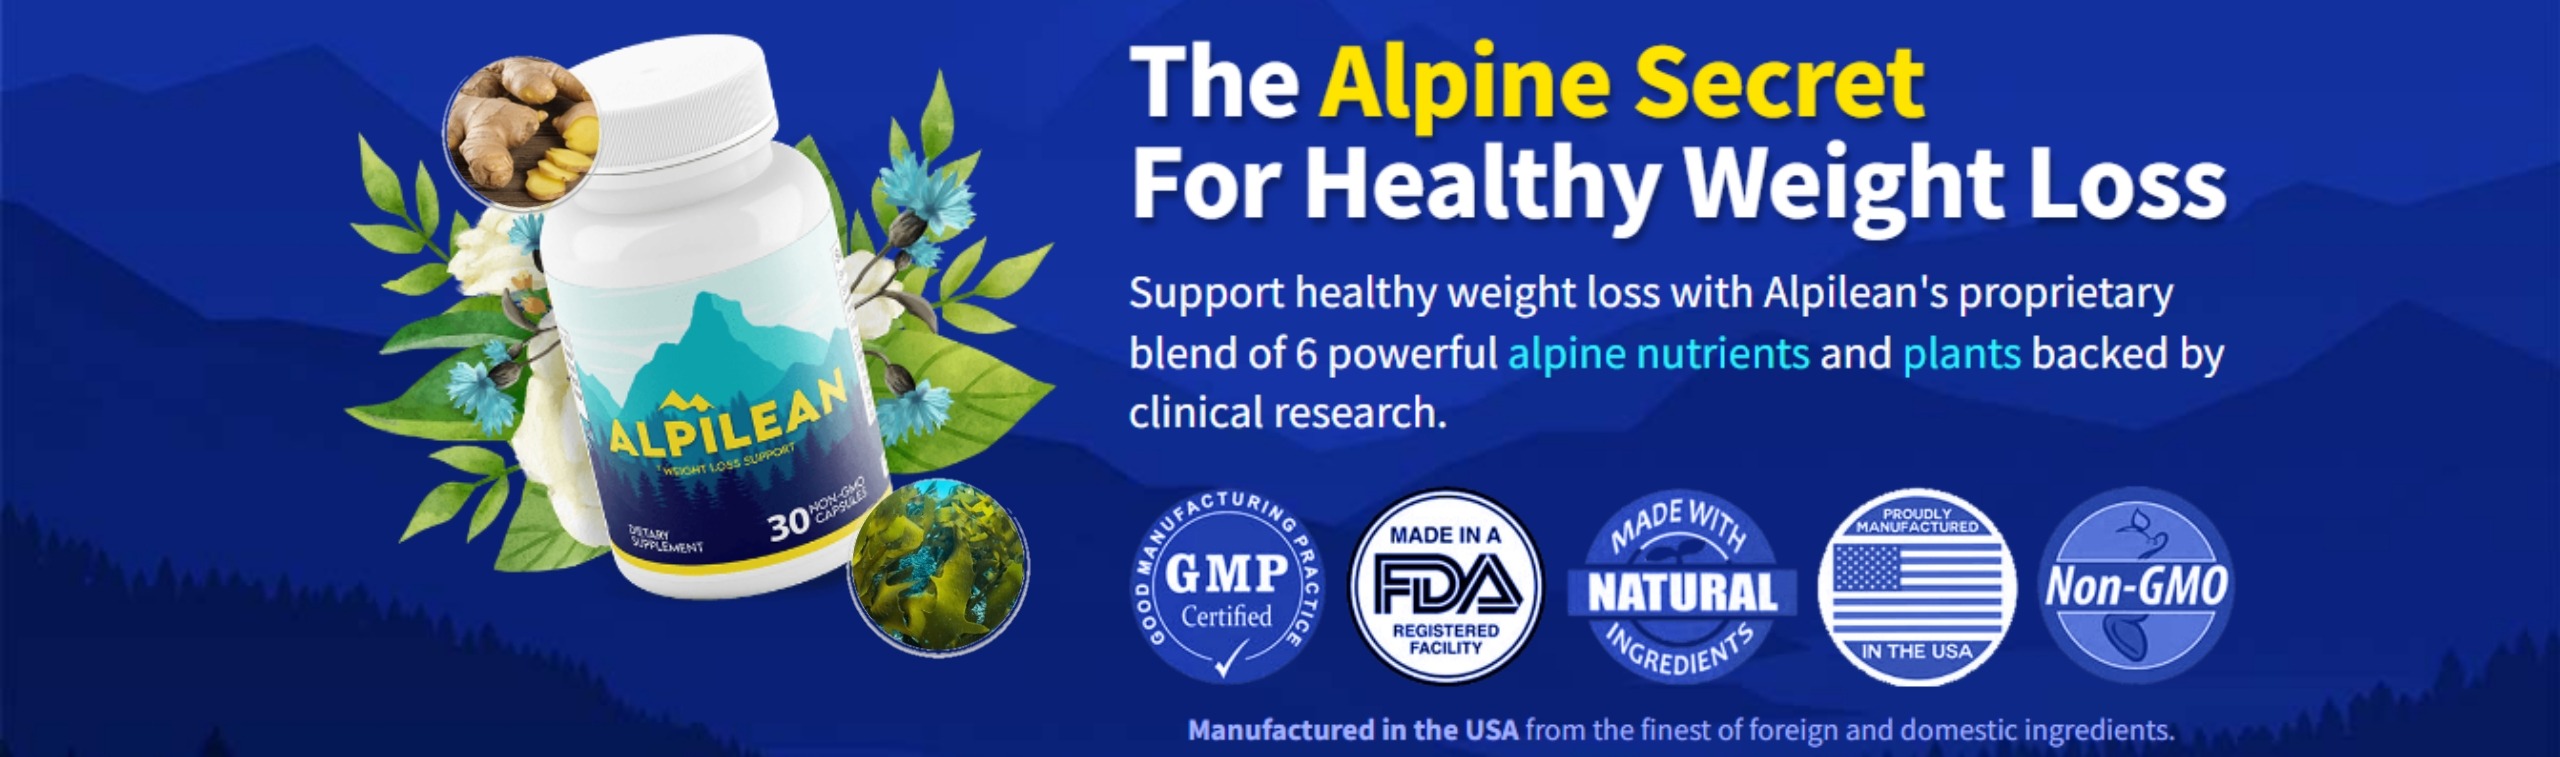 The Alpine Secret
For Healthy Weight Loss
Support healthy weight loss with Alpilean's proprietary
blend of 6 powerful alpine nutrients and plants backed by
clinical research.
ALPILEAN
WEIGHT LOSS SUPPORT
DIETARY
SUPPLEMENT
30 NON-GMO
CAPSULES
GOOD MANUFACTURING PRACTICE
GMP
Certified
MADE IN A
FDA
REGISTERED
FACILITY
MADE WITH
NATURAL
INGREDIENTS
PROUDLY
MANUFACTURED
IN THE USA
Non-GMO
Manufactured in the USA from the finest of foreign and domestic ingredients.